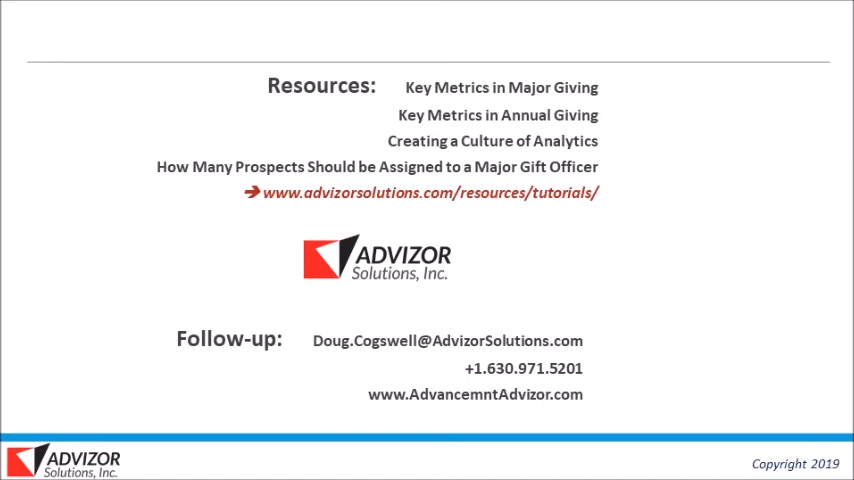 Resources: Key Metrics in Major Giving
Key Metrics in Annual Giving
Creating a Culture of Analytics
How Many Prospects Should be Assigned to a Major Gift Officer
➔ www.advizorsolutions.com/resources/tutorials/
ADVIZOR
Solutions, Inc.
Follow-up: Doug.Cogswell@AdvizorSolutions.com
+1.630.971.5201
www.AdvancemntAdvizor.com
ADVIZOR
Solutions, Inc.
Copyright 2019